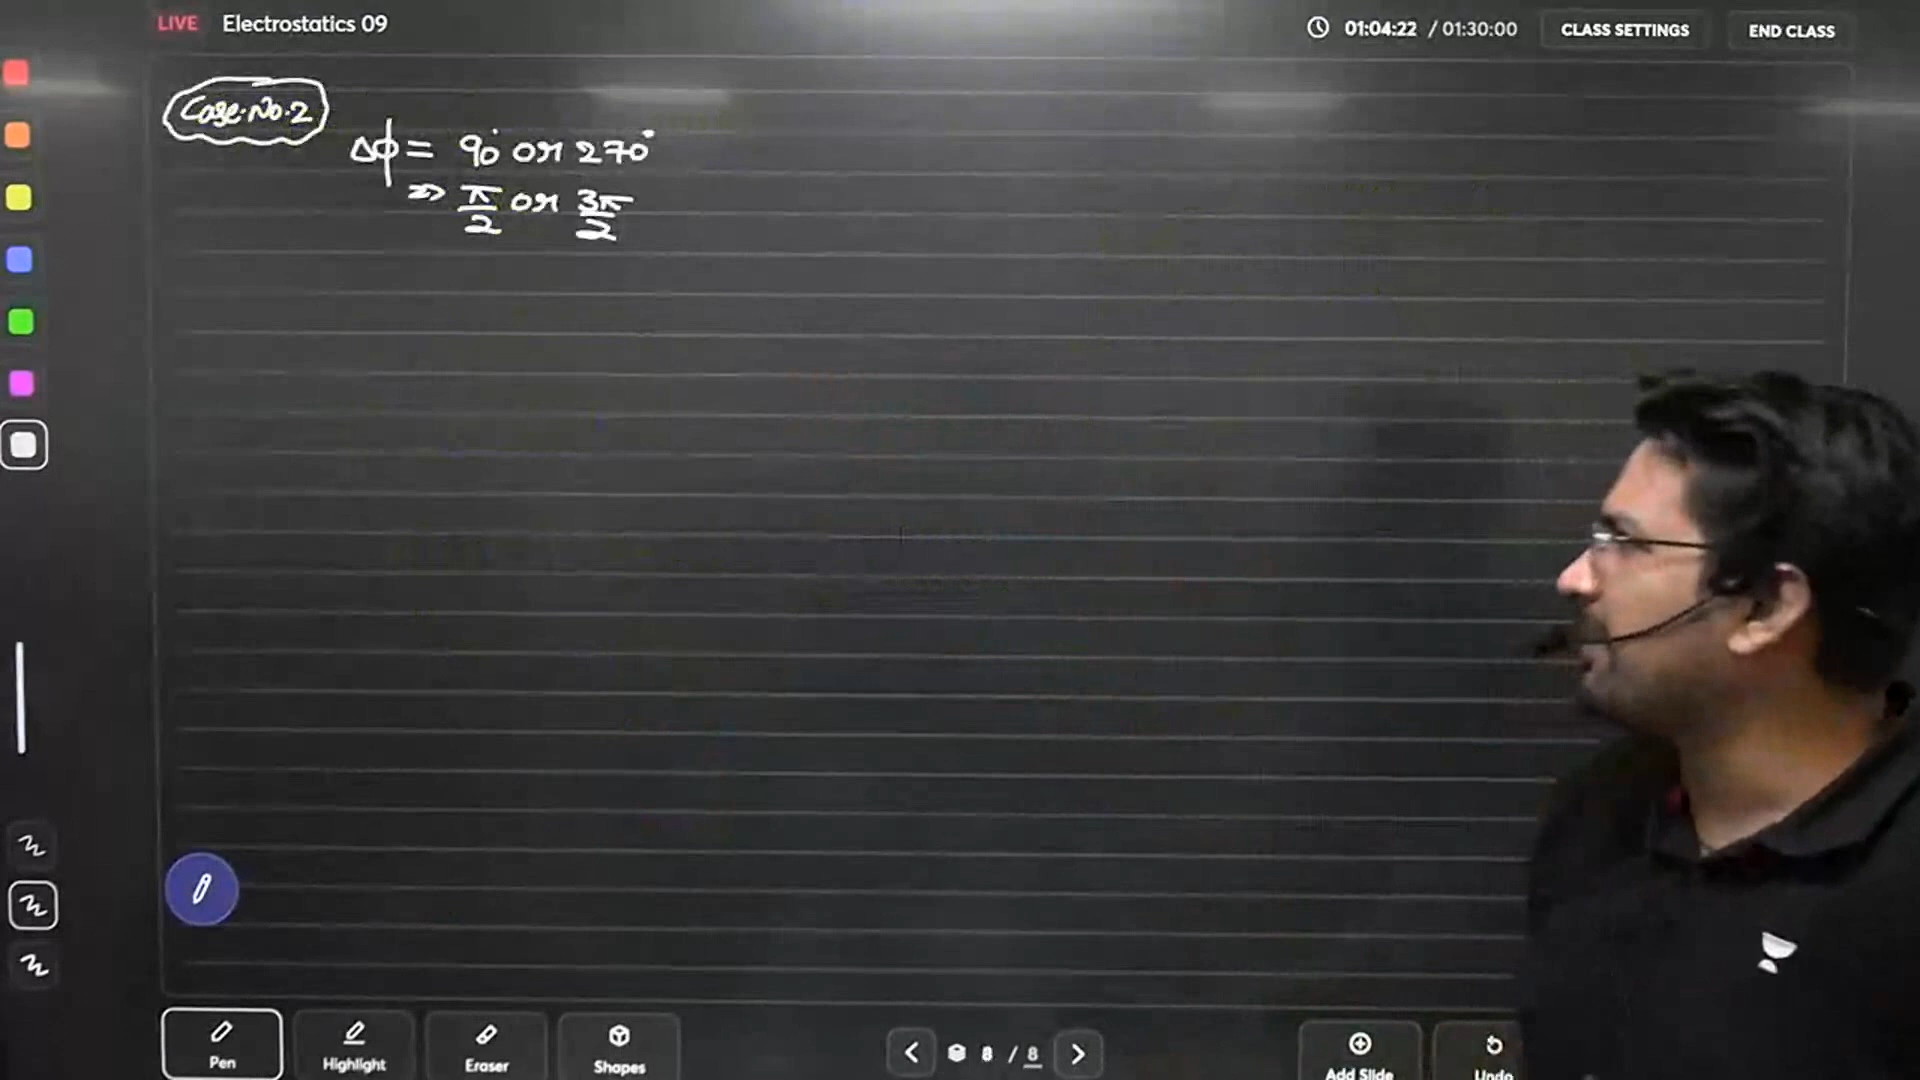 LIVE Electrostatics 09
01:04:22 / 01:30:00 CLASS SETTINGS END CLASS
Case.No.2
Δϕ = 90° or 270°
⇒ π/2 or 3π/2
Pen Highlight Eraser Shapes
8 / 8
Add Slide Undo